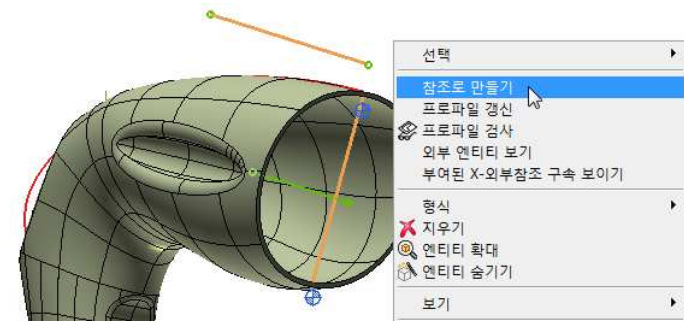 선택
참조로 만들기
프로파일 갱신
프로파일 검사
외부 엔티티 보기
부여된 X-외부참조 구속 보이기
형식
지우기
엔티티 확대
엔티티 숨기기
보기